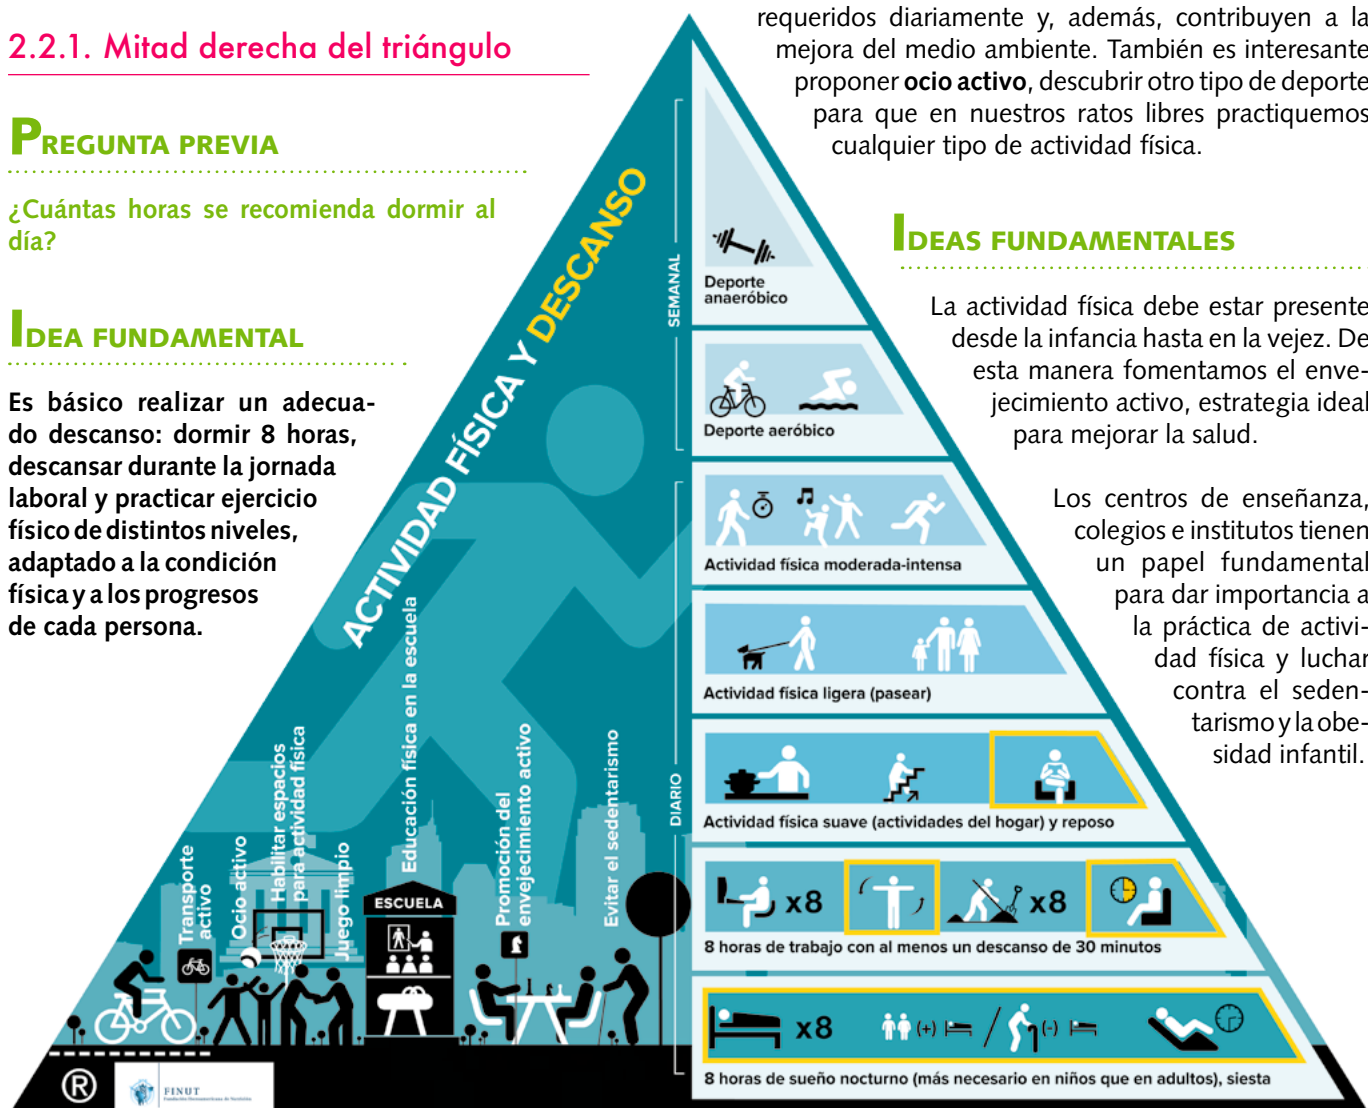 2.2.1. Mitad derecha del triángulo
PREGUNTA PREVIA
¿Cuántas horas se recomienda dormir al
día?
IDEA FUNDAMENTAL
Es básico realizar un adecua-
do descanso: dormir 8 horas,
descansar durante la jornada
laboral y practicar ejercicio
físico de distintos niveles,
adaptado a la condición
física y a los progresos
de cada persona.
requeridos diariamente y, además, contribuyen a la
mejora del medio ambiente. También es interesante
proponer ocio activo, descubrir otro tipo de deporte
para que en nuestros ratos libres practiquemos
cualquier tipo de actividad física.
IDEAS FUNDAMENTALES
La actividad física debe estar presente
desde la infancia hasta en la vejez. De
esta manera fomentamos el enve-
jecimiento activo, estrategia ideal
para mejorar la salud.
Los centros de enseñanza,
colegios e institutos tienen
un papel fundamental
para dar importancia a
la práctica de activi-
dad física y luchar
contra el seden-
tarismo y la obe-
sidad infantil.
ACTIVIDAD FÍSICA Y DESCANSO
SEMANAL
Deporte
anaeróbico
Deporte aeróbico
DIARIO
Actividad física moderada-intensa
Actividad física ligera (pasear)
Actividad física suave (actividades del hogar) y reposo
x8
x8
8 horas de trabajo con al menos un descanso de 30 minutos
x8
(+) / (-)
8 horas de sueño nocturno (más necesario en niños que en adultos), siesta
Transporte
activo
Ocio activo
Habilitar espacios
para actividad física
Juego limpio
Educación física en la escuela
ESCUELA
Promoción del
envejecimiento activo
Evitar el sedentarismo
®
FINUT
Fundación Iberoamericana de Nutrición